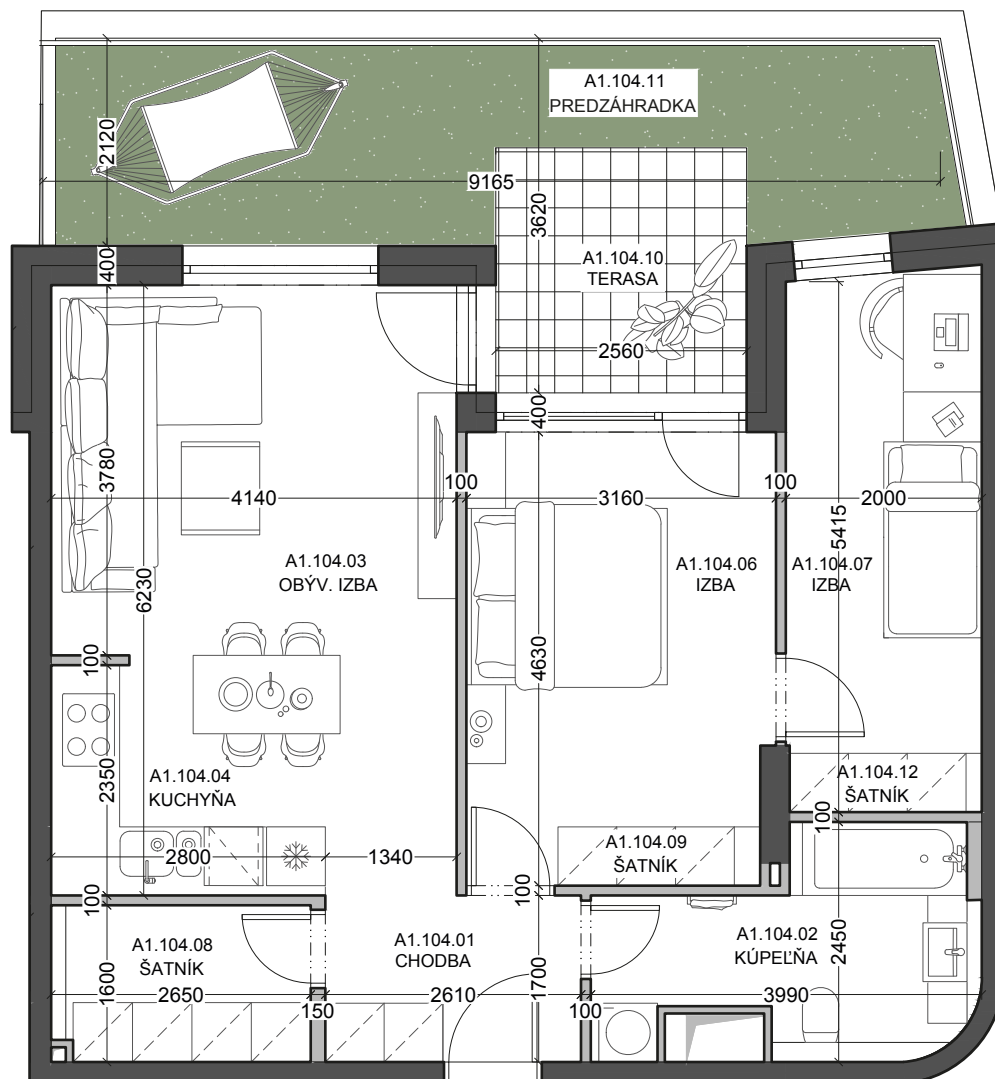 A1.104.11
PREDZÁHRADKA
2120
9165
3620
400
A1.104.10
TERASA
2560
400
3780
100
4140
3160
100
2000
5415
A1.104.03
OBÝV. IZBA
A1.104.06
IZBA
A1.104.07
IZBA
6230
4630
100
2350
A1.104.04
KUCHYŇA
A1.104.12
ŠATNÍK
100
2800
1340
A1.104.09
ŠATNÍK
100
100
A1.104.08
ŠATNÍK
A1.104.01
CHODBA
A1.104.02
KÚPEĽŇA
2450
1600
1700
2650
150
2610
100
3990